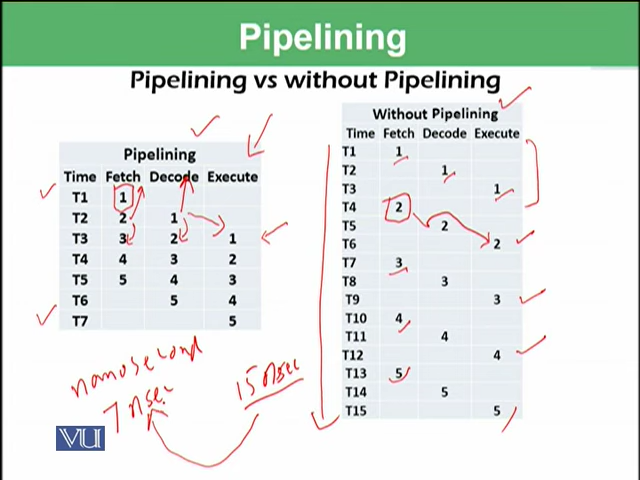 Pipelining
Pipelining vs without Pipelining
Pipelining
Time Fetch Decode Execute
T1 1
T2 2 1
T3 3 2 1
T4 4 3 2
T5 5 4 3
T6 5 4
T7 5
nanosecond
7 nsec
15 nsec
VU
Without Pipelining
Time Fetch Decode Execute
T1 1
T2 1
T3 1
T4 2
T5 2
T6 2
T7 3
T8 3
T9 3
T10 4
T11 4
T12 4
T13 5
T14 5
T15 5